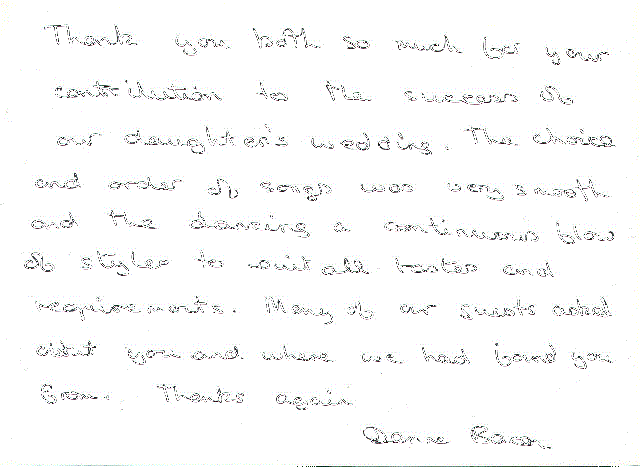 Thank you both so much for your
contribution to the success of
our daughter's wedding. The choice
and order of songs was very smooth
and the dancing a continuous flow
of styles to suit all tastes and
requirements. Many of our guests asked
about you and where we had found you
from. Thanks again
Bacon